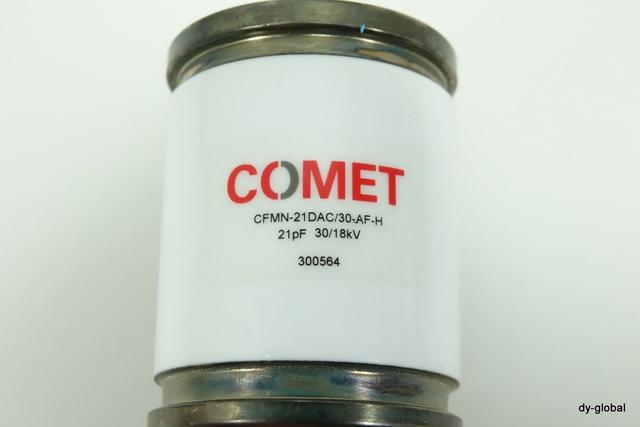 COMET
CFMN-21DAC/30-AF-H
21pF 30/18kV
300564
dy-global